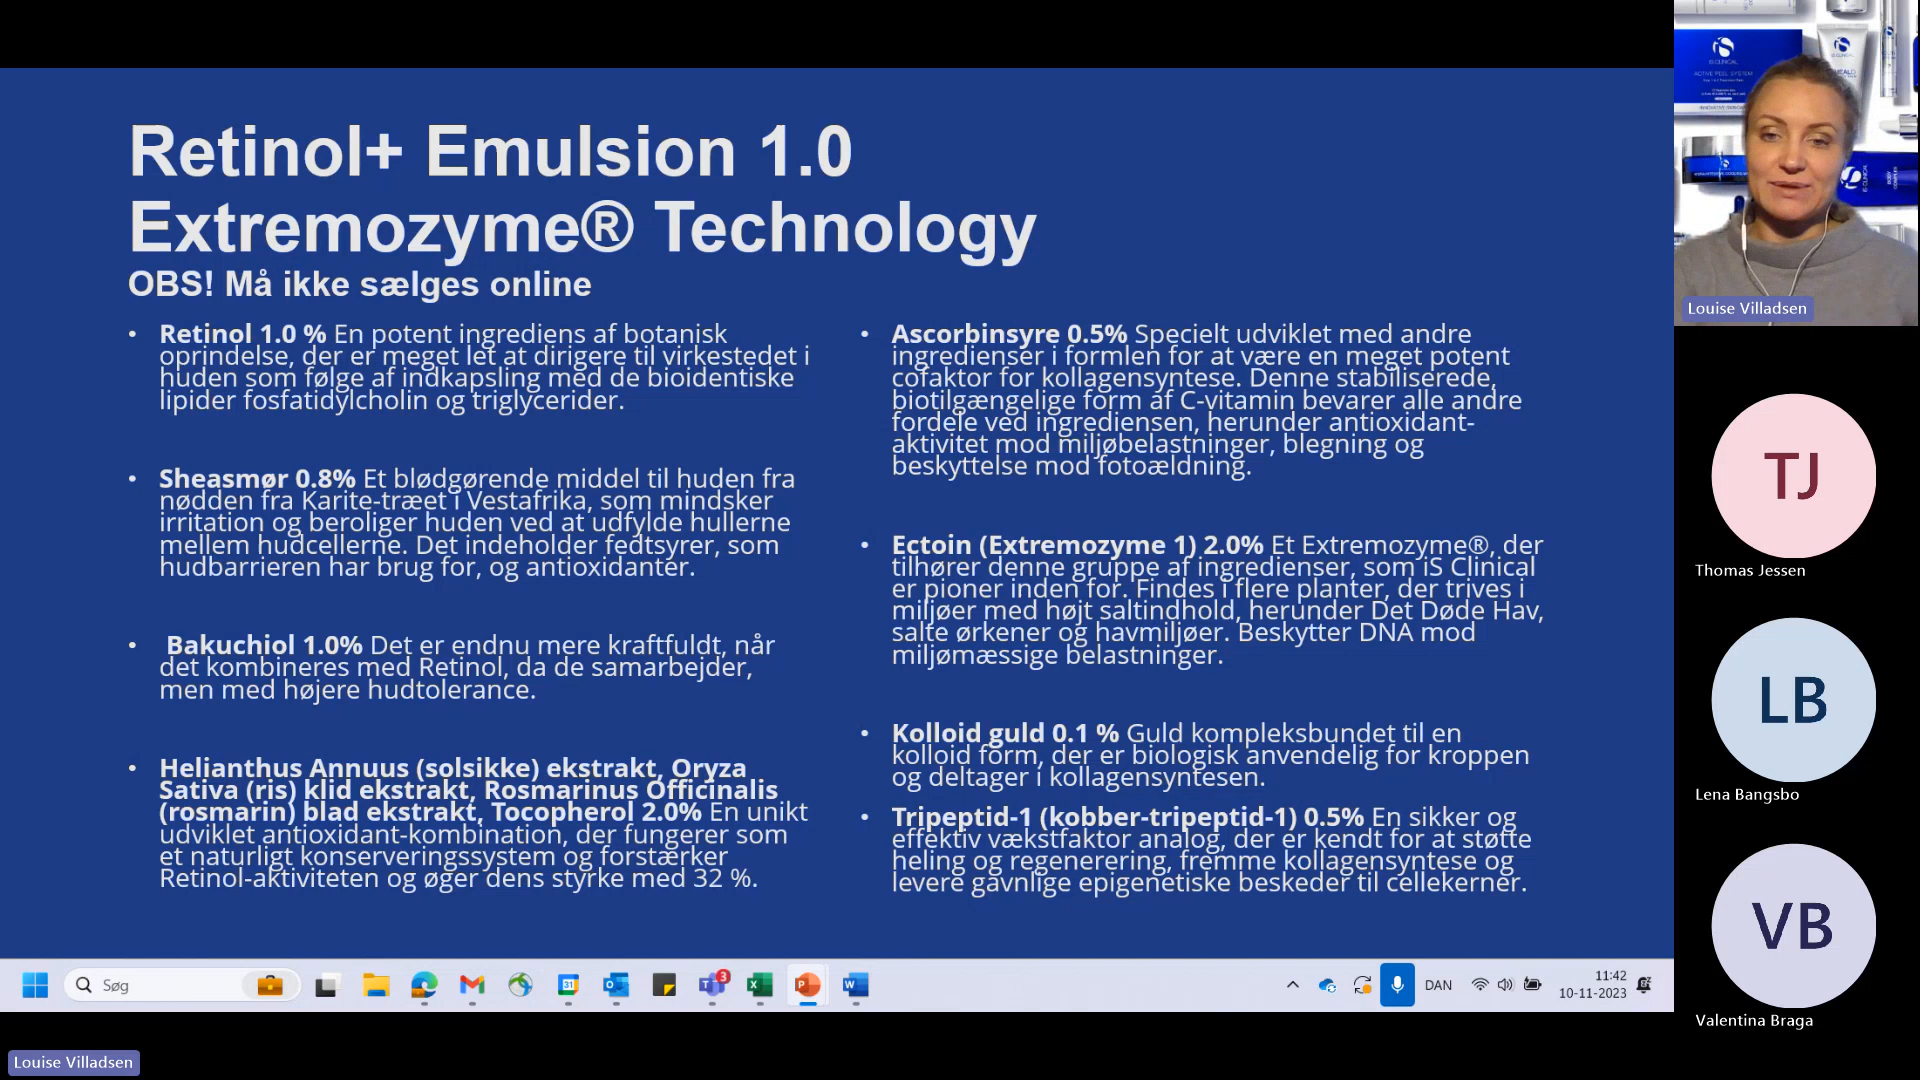 Retinol+ Emulsion 1.0
Extremozyme® Technology
OBS! Må ikke sælges online
• Retinol 1.0 % En potent ingrediens af botanisk
oprindelse, der er meget let at dirigere til virkestedet i
huden som følge af indkapsling med de bioidentiske
lipider fosfatidylcholin og triglycerider.
• Sheasmør 0.8% Et blødgørende middel til huden fra
nødden fra Karite-træet i Vestafrika, som mindsker
irritation og beroliger huden ved at udfylde hullerne
mellem hudcellerne. Det indeholder fedtsyrer, som
hudbarrieren har brug for, og antioxidanter.
• Bakuchiol 1.0% Det er endnu mere kraftfuldt, når
det kombineres med Retinol, da de samarbejder,
men med højere hudtolerance.
• Helianthus Annuus (solsikke) ekstrakt, Oryza
Sativa (ris) klid ekstrakt, Rosmarinus Officinalis
(rosmarin) blad ekstrakt, Tocopherol 2.0% En unikt
udviklet antioxidant-kombination, der fungerer som
et naturligt konserveringssystem og forstærker
Retinol-aktiviteten og øger dens styrke med 32 %.
• Ascorbinsyre 0.5% Specielt udviklet med andre
ingredienser i formlen for at være en meget potent
cofaktor for kollagensyntese. Denne stabiliserede,
biotilgængelige form af C-vitamin bevarer alle andre
fordele ved ingrediensen, herunder antioxidant-
aktivitet mod miljøbelastninger, blegning og
beskyttelse mod fotoældning.
• Ectoin (Extremozyme 1) 2.0% Et Extremozyme®, der
tilhører denne gruppe af ingredienser, som iS Clinical
er pioner inden for. Findes i flere planter, der trives i
miljøer med højt saltindhold, herunder Det Døde Hav,
salte ørkener og havmiljøer. Beskytter DNA mod
miljømæssige belastninger.
• Kolloid guld 0.1 % Guld kompleksbundet til en
kolloid form, der er biologisk anvendelig for kroppen
og deltager i kollagensyntesen.
• Tripeptid-1 (kobber-tripeptid-1) 0.5% En sikker og
effektiv vækstfaktor analog, der er kendt for at støtte
heling og regenerering, fremme kollagensyntese og
levere gavnlige epigenetiske beskeder til cellekerner.
Søg
31
3
DAN
11:42
10-11-2023
Louise Villadsen
iS CLINICAL
ACTIVE PEEL SYSTEM
Louise Villadsen
TJ
Thomas Jessen
LB
Lena Bangsbo
VB
Valentina Braga